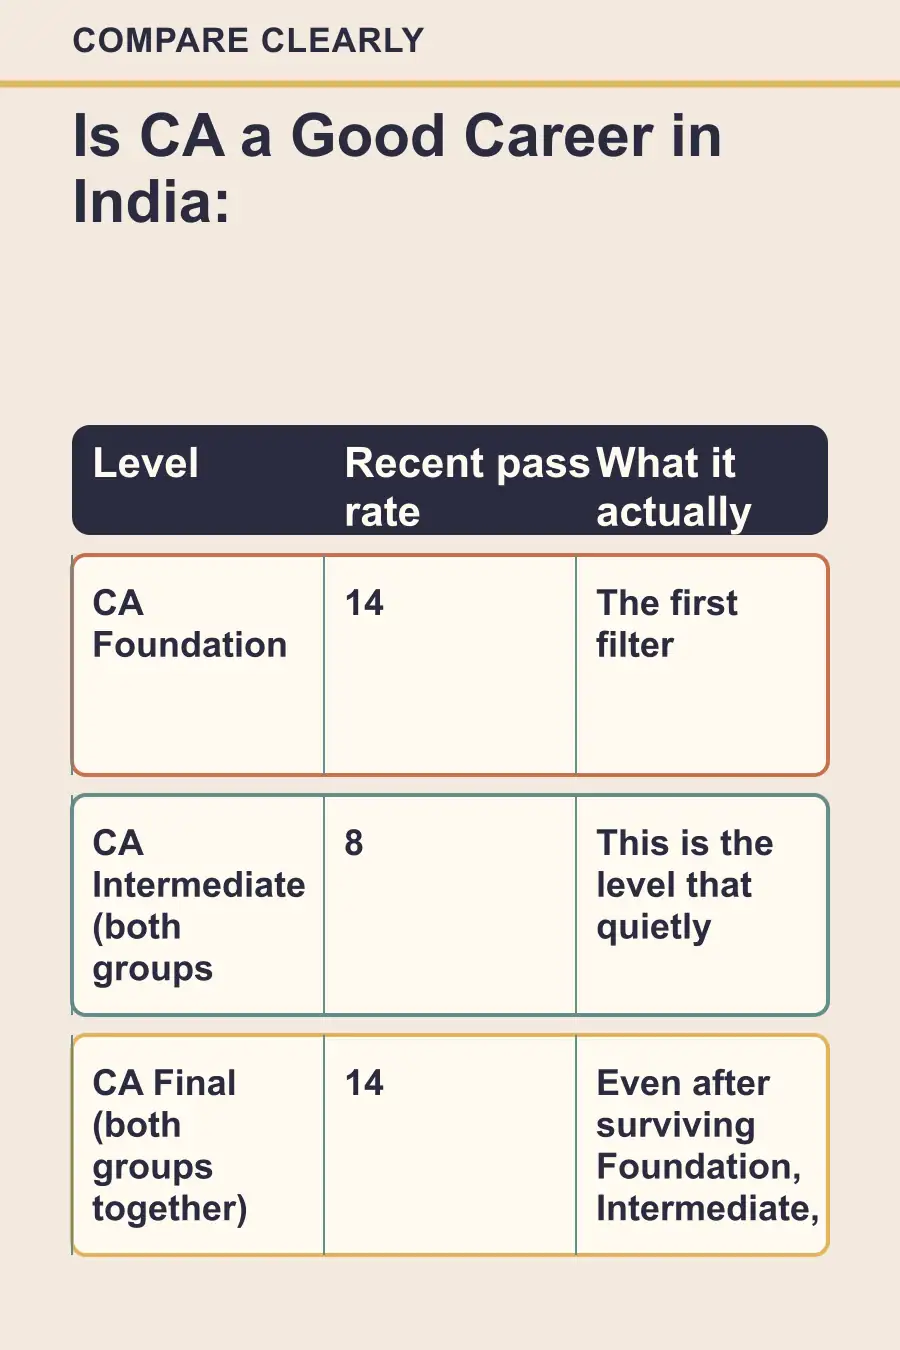 COMPARE CLEARLY
Is CA a Good Career in
India:
Level
Recent pass
rate
What it
actually
CA
Foundation
14
The first
filter
CA
Intermediate
(both
groups
8
This is the
level that
quietly
CA Final
(both
groups
together)
14
Even after
surviving
Foundation,
Intermediate,